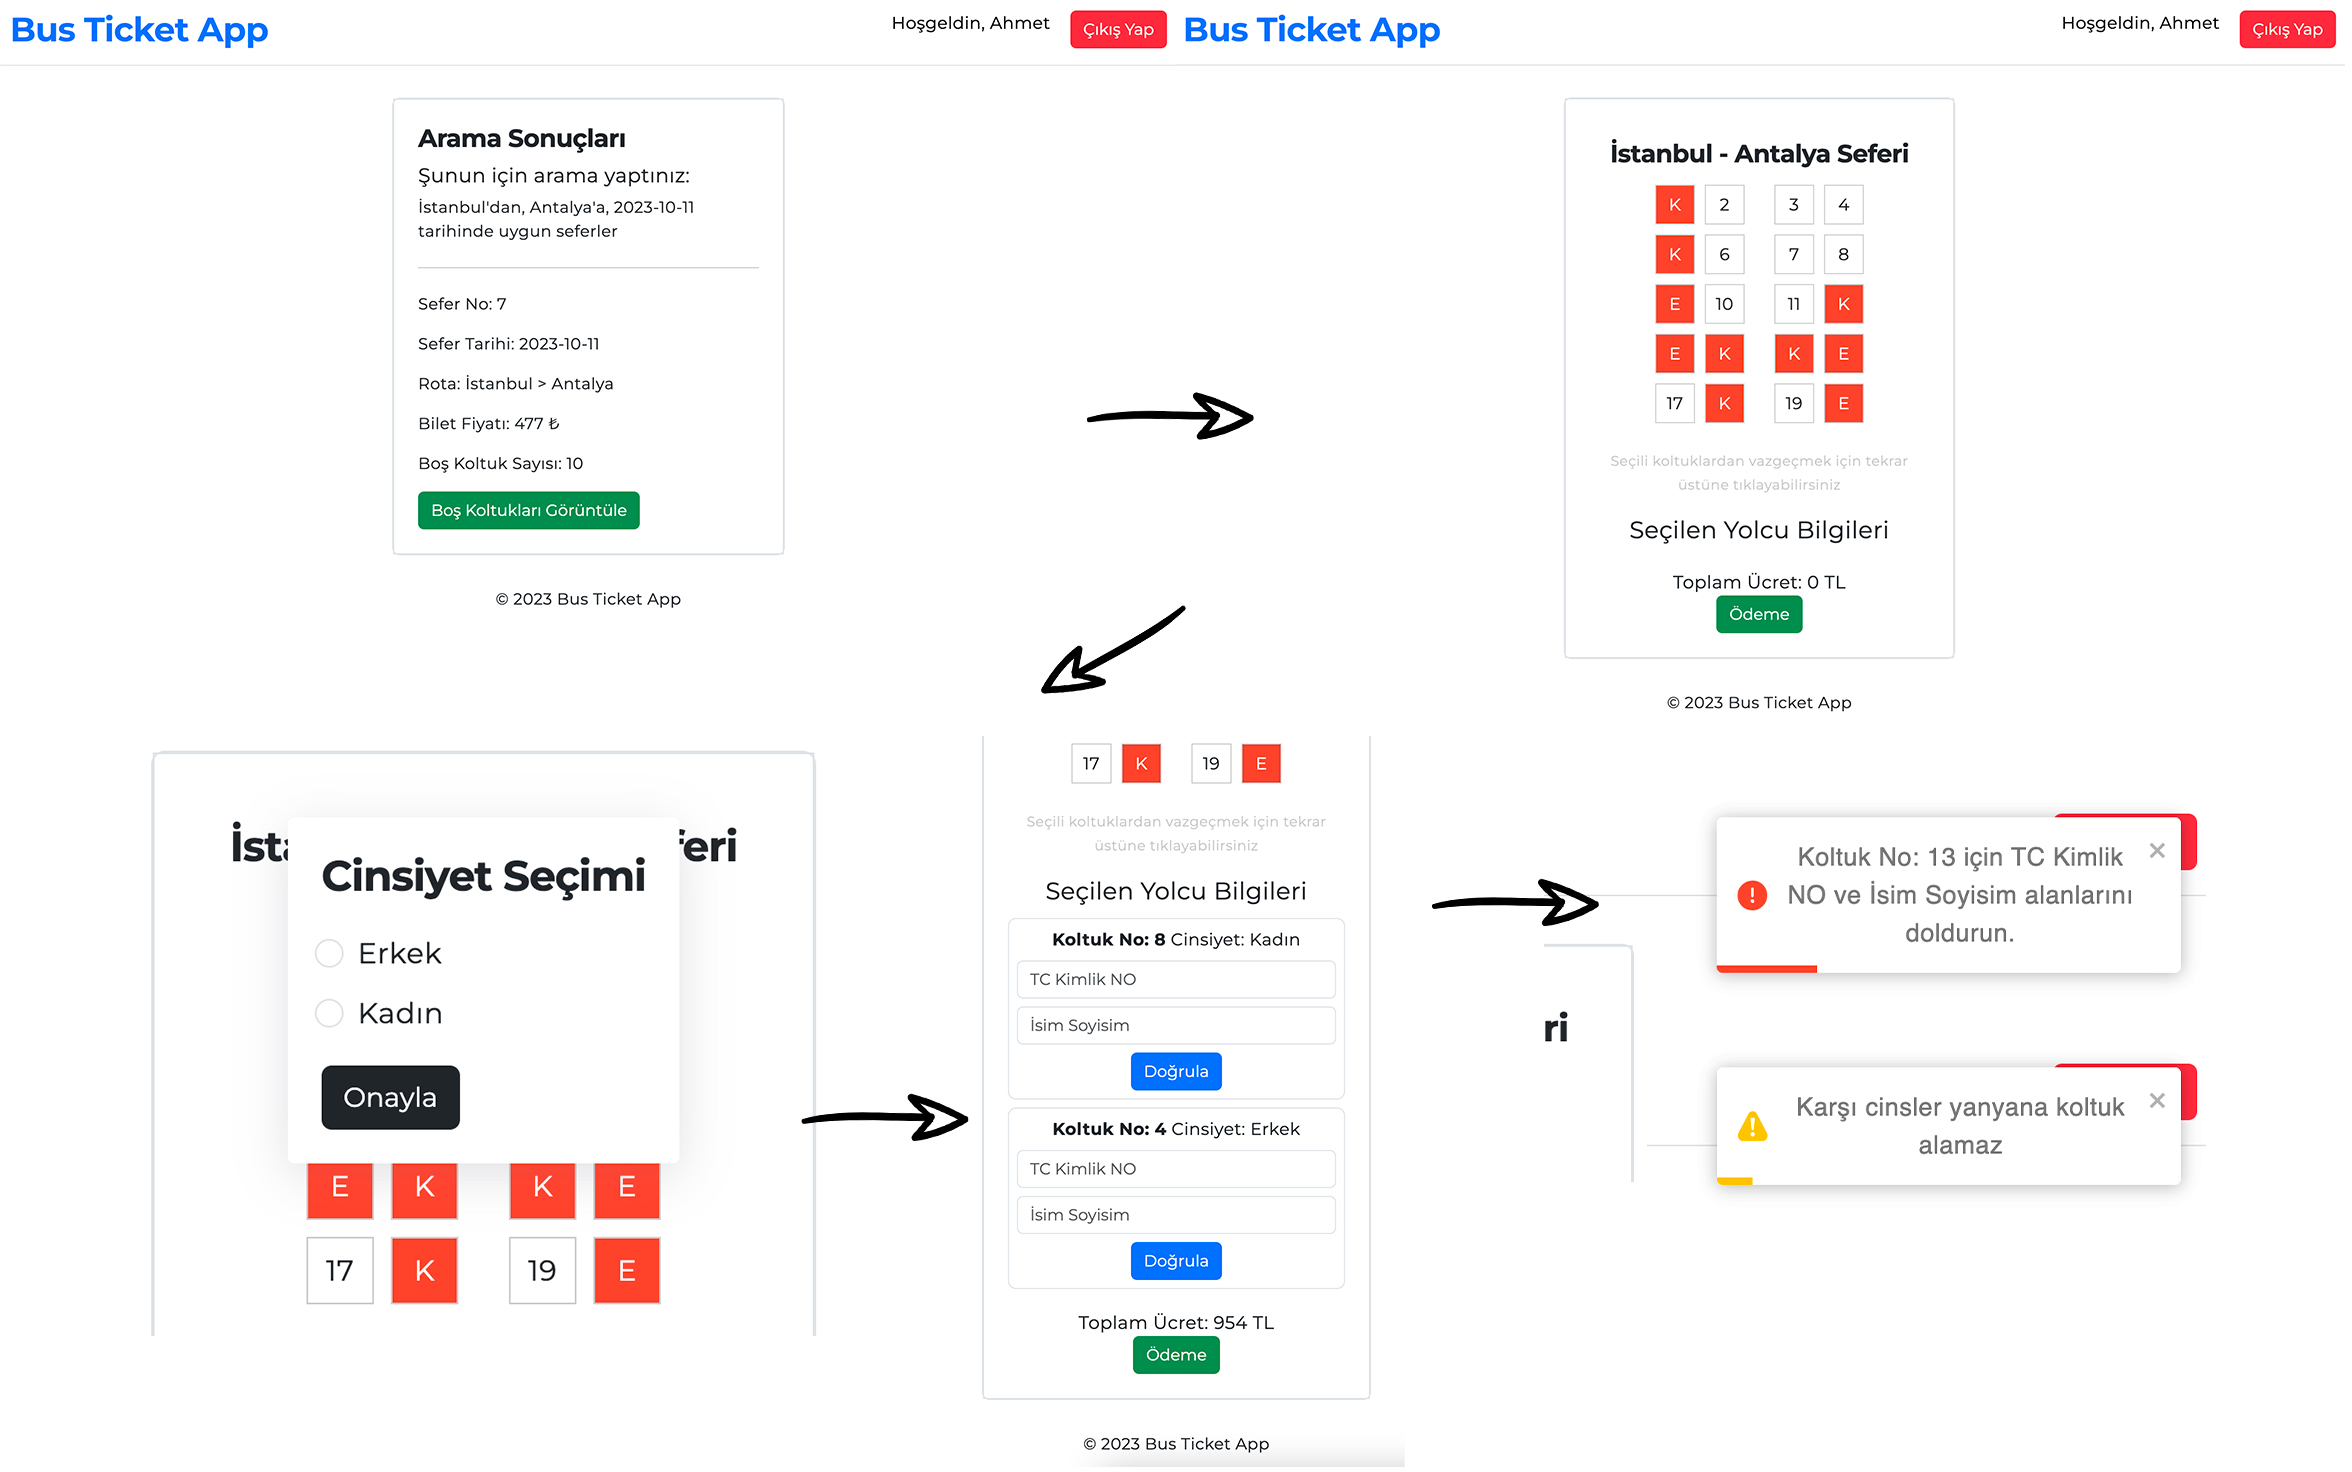 Bus Ticket App
Hoşgeldin, Ahmet
Çıkış Yap
Arama Sonuçları
Şunun için arama yaptınız:
İstanbul'dan, Antalya'a, 2023-10-11
tarihinde uygun seferler
Sefer No: 7
Sefer Tarihi: 2023-10-11
Rota: İstanbul > Antalya
Bilet Fiyatı: 477 ₺
Boş Koltuk Sayısı: 10
Boş Koltukları Görüntüle
© 2023 Bus Ticket App
Bus Ticket App
Hoşgeldin, Ahmet
Çıkış Yap
İstanbul - Antalya Seferi
K 2 3 4
K 6 7 8
E 10 11 K
E K K E
17 K 19 E
Seçili koltuklardan vazgeçmek için tekrar
üstüne tıklayabilirsiniz
Seçilen Yolcu Bilgileri
Toplam Ücret: 0 TL
Ödeme
© 2023 Bus Ticket App
İsta feri
Cinsiyet Seçimi
Erkek
Kadın
Onayla
E K K E
17 K 19 E
17 K 19 E
Seçili koltuklardan vazgeçmek için tekrar
üstüne tıklayabilirsiniz
Seçilen Yolcu Bilgileri
Koltuk No: 8 Cinsiyet: Kadın
TC Kimlik NO
İsim Soyisim
Doğrula
Koltuk No: 4 Cinsiyet: Erkek
TC Kimlik NO
İsim Soyisim
Doğrula
Toplam Ücret: 954 TL
Ödeme
© 2023 Bus Ticket App
Koltuk No: 13 için TC Kimlik
NO ve İsim Soyisim alanlarını
doldurun.
ri
Karşı cinsler yanyana koltuk
alamaz